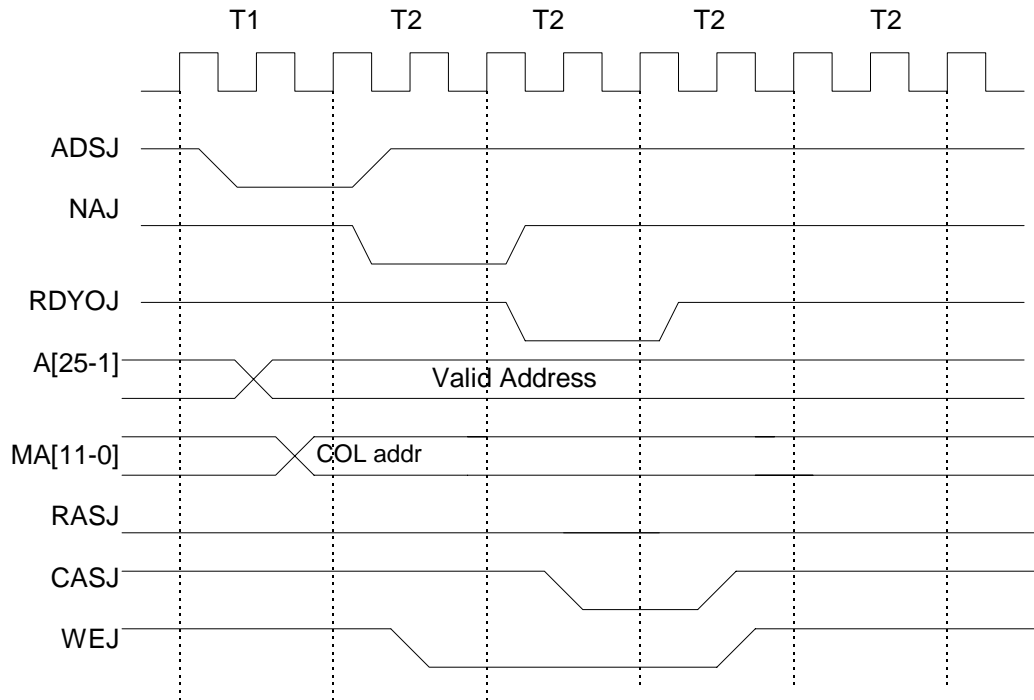 T1 T2 T2 T2 T2
ADSJ
NAJ
RDYOJ
A[25-1]
Valid Address
MA[11-0]
COL addr
RASJ
CASJ
WEJ